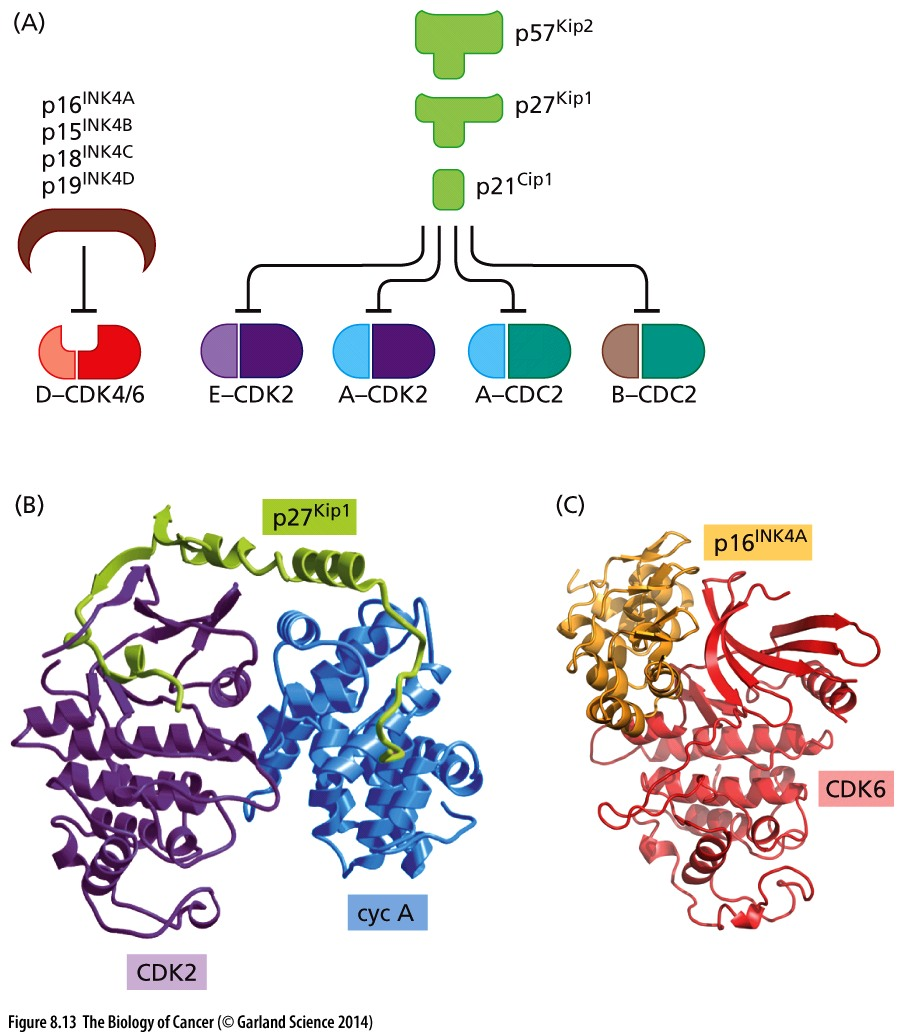 (A)
p57Kip2
p27Kip1
p21Cip1
p16INK4A
p15INK4B
p18INK4C
p19INK4D
D–CDK4/6
E–CDK2
A–CDK2
A–CDC2
B–CDC2
(B)
p27Kip1
CDK2
cyc A
(C)
p16INK4A
CDK6
Figure 8.13 The Biology of Cancer (© Garland Science 2014)